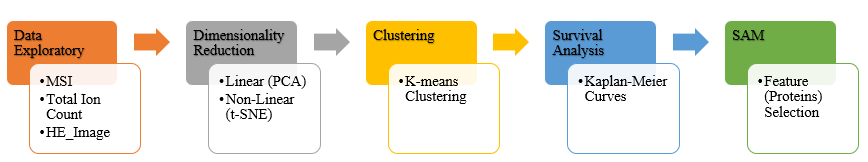 Data
Exploratory
•MSI
•Total Ion
Count
•HE_Image
Dimensionality
Reduction
•Linear (PCA)
•Non-Linear
(t-SNE)
Clustering
•K-means
Clustering
Survival
Analysis
•Kaplan-Meier
Curves
SAM
•Feature
(Proteins)
Selection